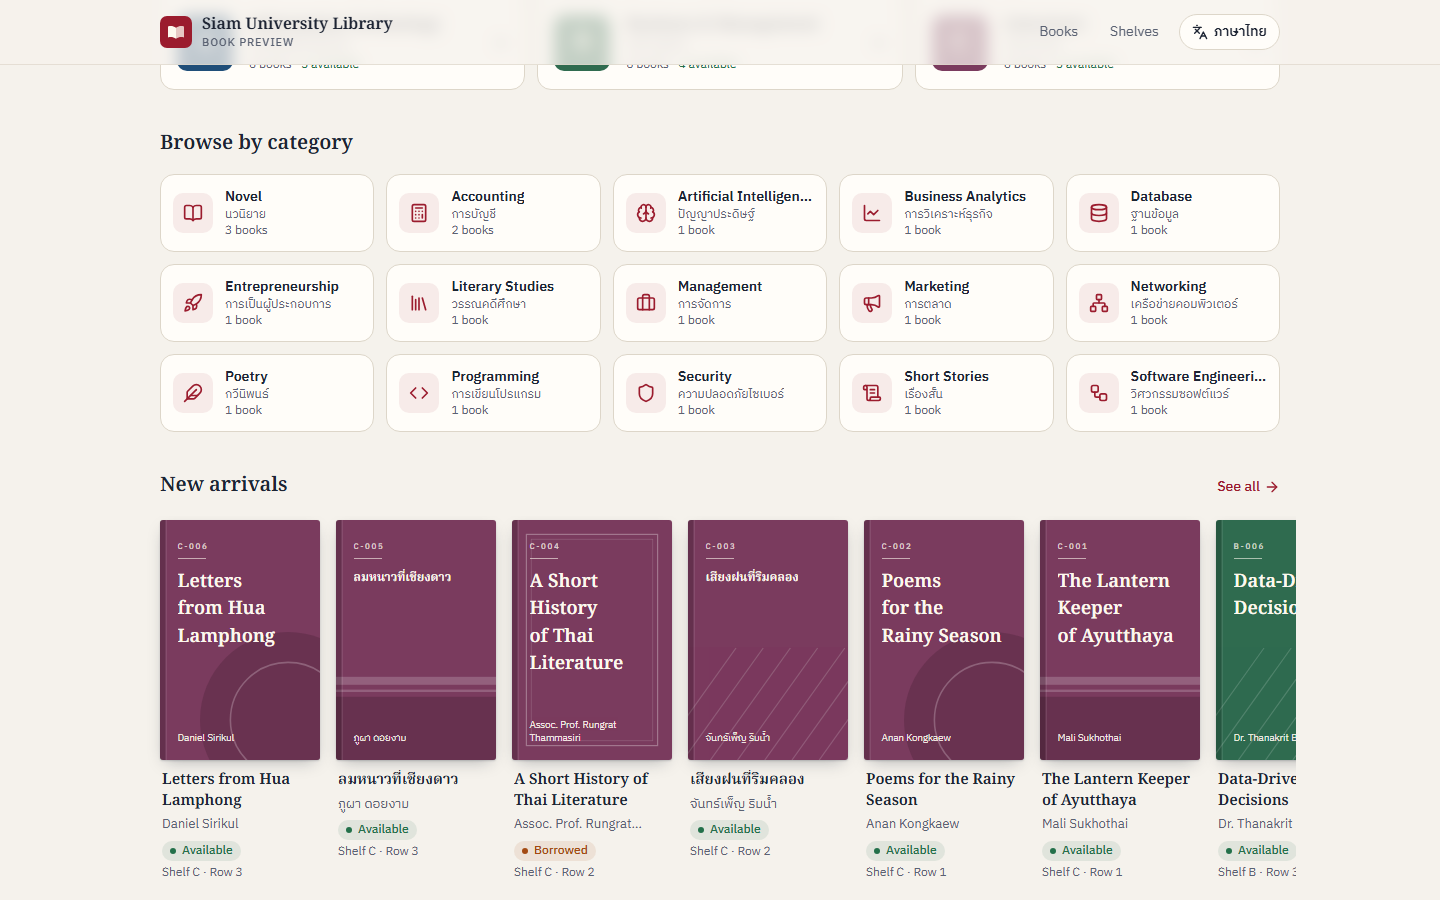 Siam University Library
BOOK PREVIEW
Books
Shelves
ภาษาไทย
6 books · 5 available
6 books · 4 available
6 books · 5 available
Browse by category
Novel
นวนิยาย
3 books
Accounting
การบัญชี
2 books
Artificial Intelligen...
ปัญญาประดิษฐ์
1 book
Business Analytics
การวิเคราะห์ธุรกิจ
1 book
Database
ฐานข้อมูล
1 book
Entrepreneurship
การเป็นผู้ประกอบการ
1 book
Literary Studies
วรรณคดีศึกษา
1 book
Management
การจัดการ
1 book
Marketing
การตลาด
1 book
Networking
เครือข่ายคอมพิวเตอร์
1 book
Poetry
กวีนิพนธ์
1 book
Programming
การเขียนโปรแกรม
1 book
Security
ความปลอดภัยไซเบอร์
1 book
Short Stories
เรื่องสั้น
1 book
Software Engineeri...
วิศวกรรมซอฟต์แวร์
1 book
New arrivals
See all
C-006
Letters
from Hua
Lamphong
Daniel Sirikul
Letters from Hua
Lamphong
Daniel Sirikul
Available
Shelf C · Row 3
C-005
ลมหนาวที่เชียงดาว
ภูผา ดอยงาม
ลมหนาวที่เชียงดาว
ภูผา ดอยงาม
Available
Shelf C · Row 3
C-004
A Short
History
of Thai
Literature
Assoc. Prof. Rungrat
Thammasiri
A Short History of
Thai Literature
Assoc. Prof. Rungrat...
Borrowed
Shelf C · Row 2
C-003
เสียงฝนที่ริมคลอง
จันทร์เพ็ญ ริมน้ำ
เสียงฝนที่ริมคลอง
จันทร์เพ็ญ ริมน้ำ
Available
Shelf C · Row 2
C-002
Poems
for the
Rainy Season
Anan Kongkaew
Poems for the Rainy
Season
Anan Kongkaew
Available
Shelf C · Row 1
C-001
The Lantern
Keeper
of Ayutthaya
Mali Sukhothai
The Lantern Keeper
of Ayutthaya
Mali Sukhothai
Available
Shelf C · Row 1
B-006
Data-D
Decisio
Dr. Thanakrit B
Data-Drive
Decisions
Dr. Thanakrit
Available
Shelf B · Row 3